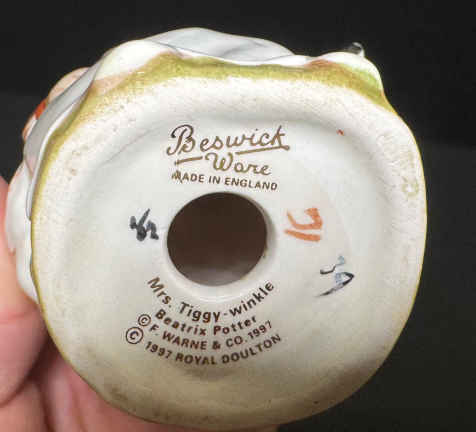 Beswick
Ware
MADE IN ENGLAND
Mrs. Tiggy-winkle
Beatrix Potter
© F. WARNE & CO. 1997
© 1997 ROYAL DOULTON